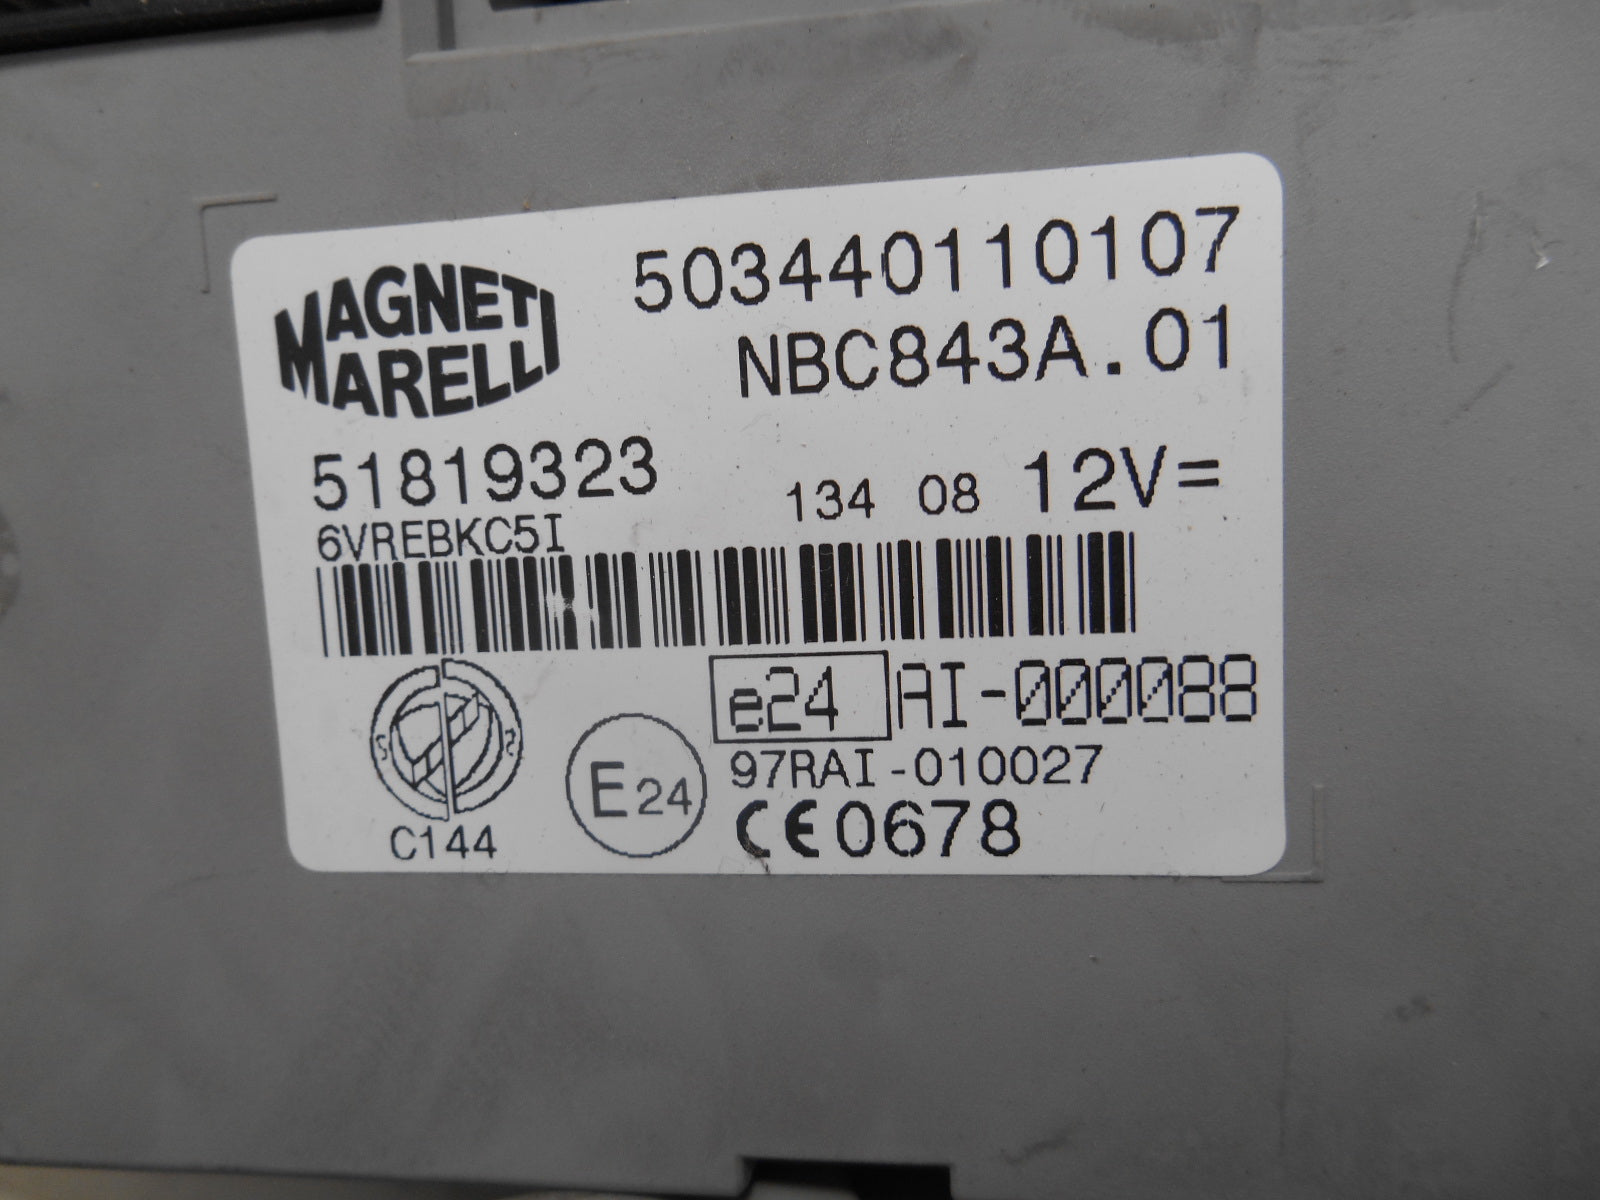 MAGNETI
MARELLI
503440110107
NBC843A.01
51819323
134 08 12V=
6VREBKC5I
e24 AI-000088
E24
97RAI-010027
CE0678
C144